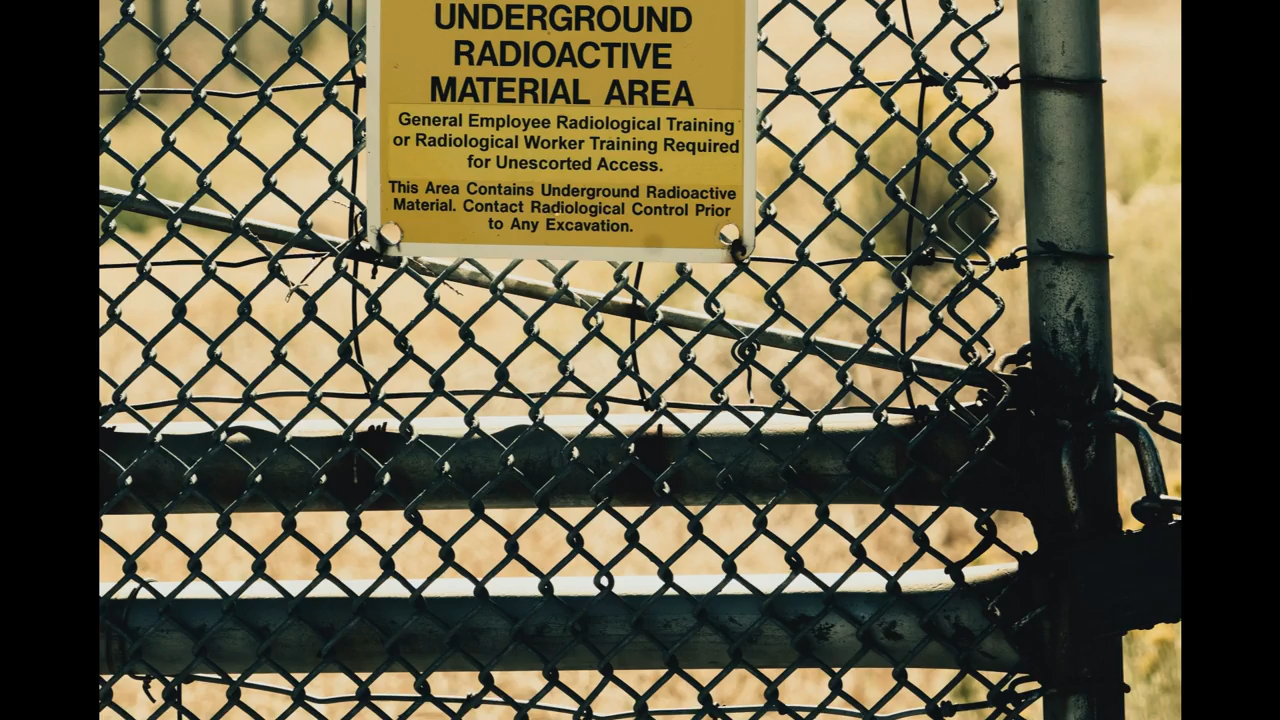 UNDERGROUND
RADIOACTIVE
MATERIAL AREA
General Employee Radiological Training
or Radiological Worker Training Required
for Unescorted Access.
This Area Contains Underground Radioactive
Material. Contact Radiological Control Prior
to Any Excavation.